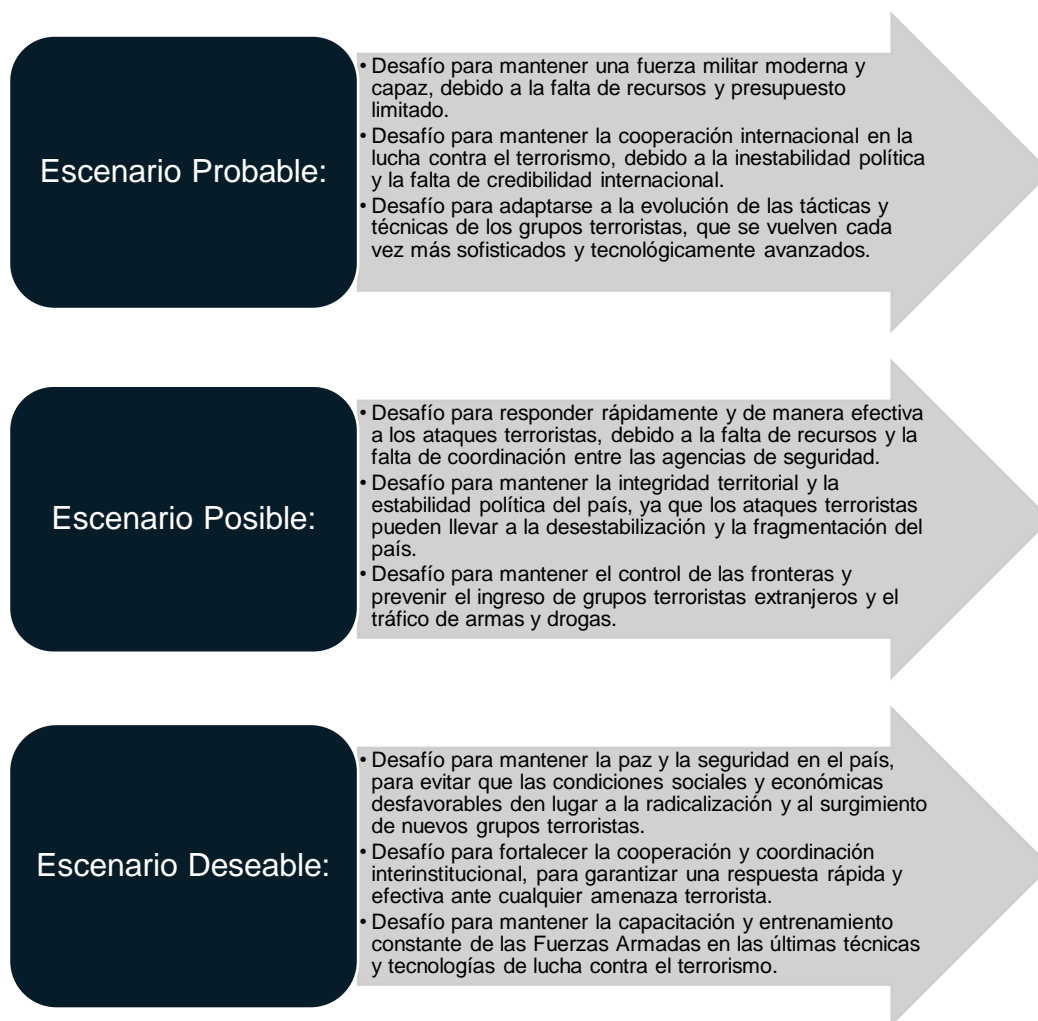 Escenario Probable:
• Desafío para mantener una fuerza militar moderna y
capaz, debido a la falta de recursos y presupuesto
limitado.
• Desafío para mantener la cooperación internacional en la
lucha contra el terrorismo, debido a la inestabilidad política
y la falta de credibilidad internacional.
• Desafío para adaptarse a la evolución de las tácticas y
técnicas de los grupos terroristas, que se vuelven cada
vez más sofisticados y tecnológicamente avanzados.
Escenario Posible:
• Desafío para responder rápidamente y de manera efectiva
a los ataques terroristas, debido a la falta de recursos y la
falta de coordinación entre las agencias de seguridad.
• Desafío para mantener la integridad territorial y la
estabilidad política del país, ya que los ataques terroristas
pueden llevar a la desestabilización y la fragmentación del
país.
• Desafío para mantener el control de las fronteras y
prevenir el ingreso de grupos terroristas extranjeros y el
tráfico de armas y drogas.
Escenario Deseable:
• Desafío para mantener la paz y la seguridad en el país,
para evitar que las condiciones sociales y económicas
desfavorables den lugar a la radicalización y al surgimiento
de nuevos grupos terroristas.
• Desafío para fortalecer la cooperación y coordinación
interinstitucional, para garantizar una respuesta rápida y
efectiva ante cualquier amenaza terrorista.
• Desafío para mantener la capacitación y entrenamiento
constante de las Fuerzas Armadas en las últimas técnicas
y tecnologías de lucha contra el terrorismo.